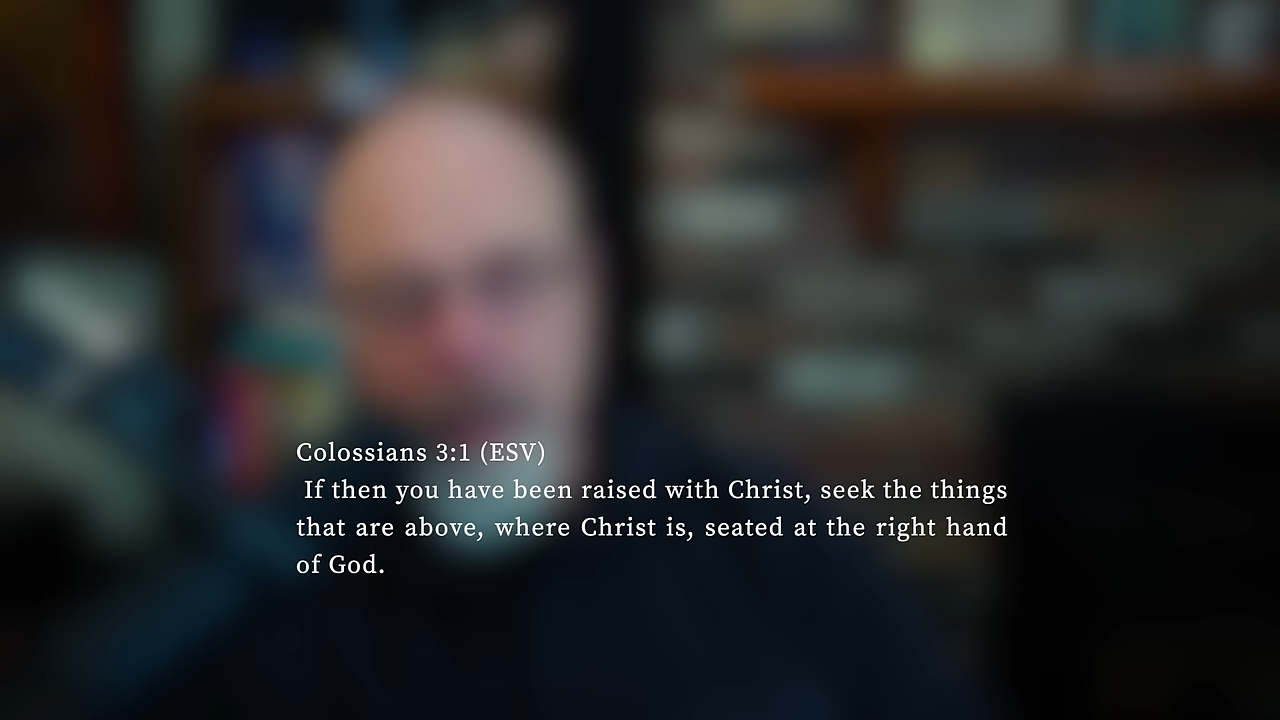 Colossians 3:1 (ESV)
If then you have been raised with Christ, seek the things
that are above, where Christ is, seated at the right hand
of God.